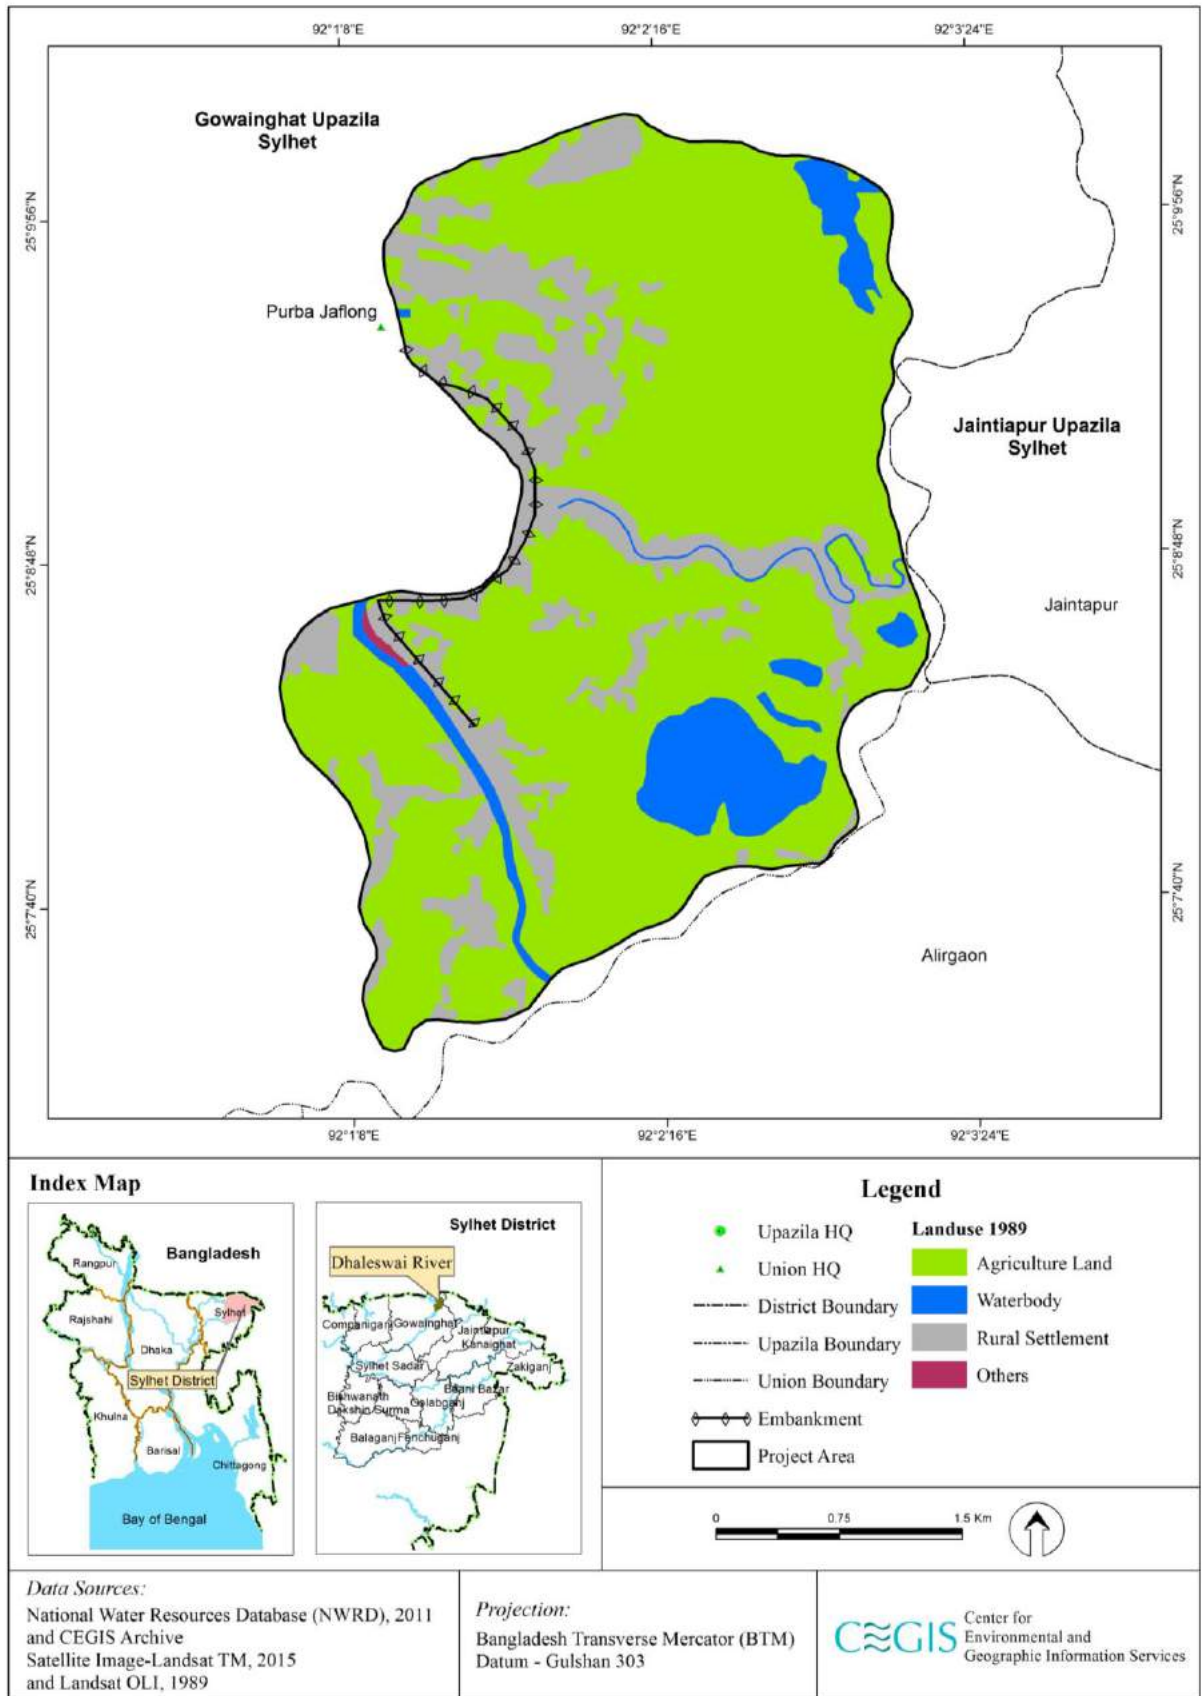 92°1'8"E 92°2'16"E 92°3'24"E
Gowainghat Upazila
Sylhet
25°9'56"N
25°9'56"N
Purba Jaflong
Jaintiapur Upazila
Sylhet
25°8'48"N
25°8'48"N
Jaintapur
25°7'40"N
25°7'40"N
Alirgaon
92°1'8"E 92°2'16"E 92°3'24"E
Index Map
Bangladesh
Rangpur
Rajshahi
Sylhet
Dhaka
Sylhet District
Khulna
Barisal
Chittagong
Bay of Bengal
Sylhet District
Dhaleswai River
Companiganj
Gowainghat
Jaintiapur
Kanaighat
Sylhet Sadar
Zakiganj
Bishwanath
Beani Bazar
Dakshin Surma
Golabganj
Balaganj
Fenchuganj
Legend
Upazila HQ
Union HQ
District Boundary
Upazila Boundary
Union Boundary
Embankment
Project Area
Landuse 1989
Agriculture Land
Waterbody
Rural Settlement
Others
0 0.75 1.5 Km
Data Sources:
National Water Resources Database (NWRD), 2011
and CEGIS Archive
Satellite Image-Landsat TM, 2015
and Landsat OLI, 1989
Projection:
Bangladesh Transverse Mercator (BTM)
Datum - Gulshan 303
CEGIS
Center for
Environmental and
Geographic Information Services